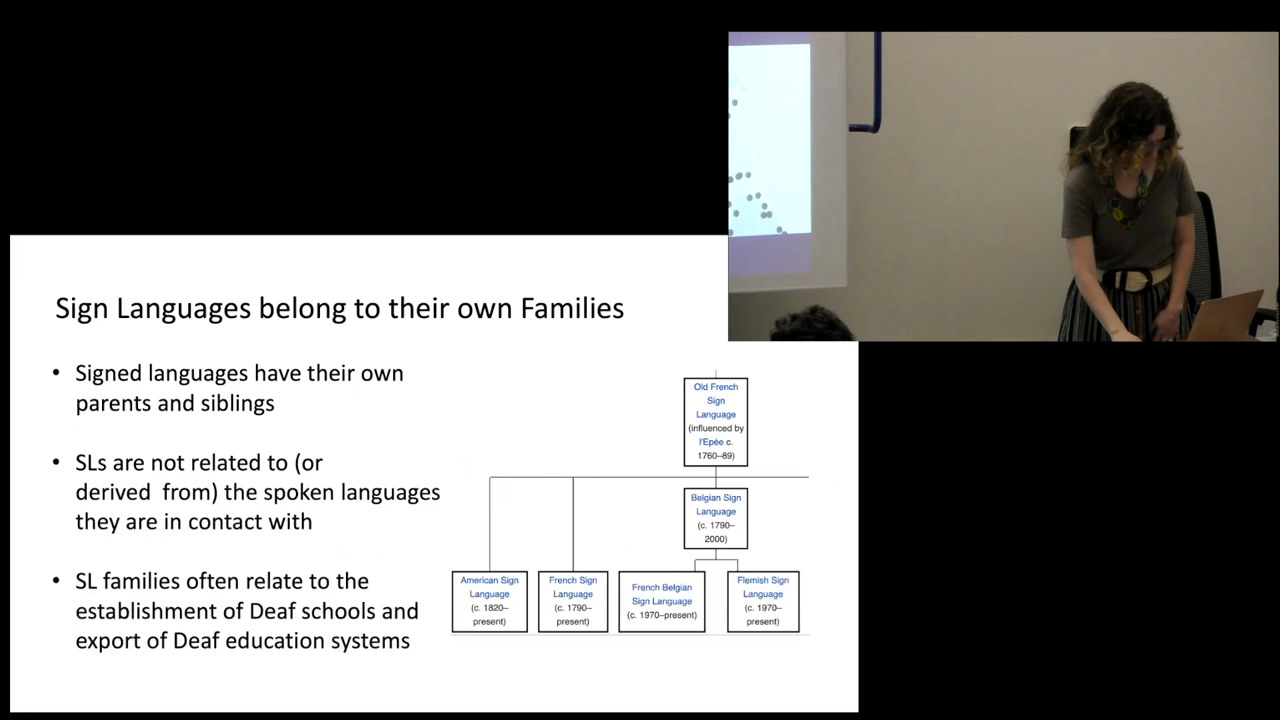 Sign Languages belong to their own Families
• Signed languages have their own
parents and siblings
• SLs are not related to (or
derived from) the spoken languages
they are in contact with
• SL families often relate to the
establishment of Deaf schools and
export of Deaf education systems
Old French
Sign
Language
(influenced by
l'Epée c.
1760–89)
Belgian Sign
Language
(c. 1790–
2000)
American Sign
Language
(c. 1820–
present)
French Sign
Language
(c. 1790–
present)
French Belgian
Sign Language
(c. 1970–present)
Flemish Sign
Language
(c. 1970–
present)